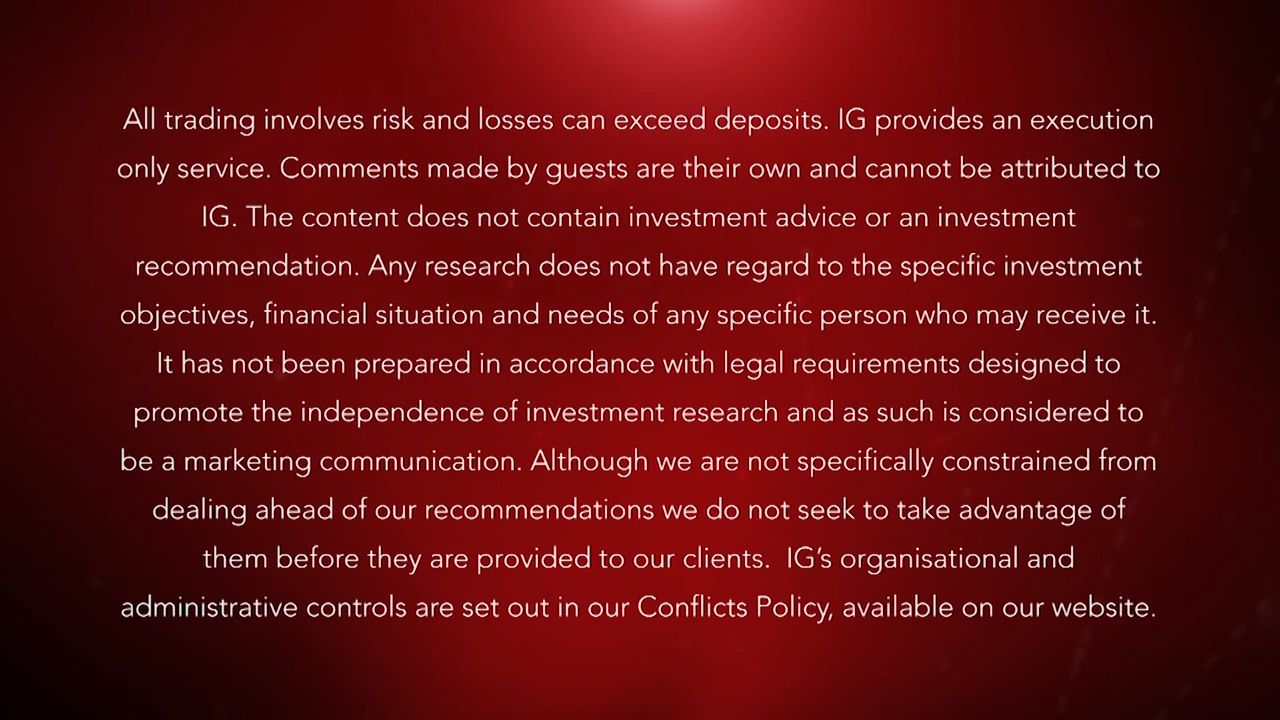 All trading involves risk and losses can exceed deposits. IG provides an execution
only service. Comments made by guests are their own and cannot be attributed to
IG. The content does not contain investment advice or an investment
recommendation. Any research does not have regard to the specific investment
objectives, financial situation and needs of any specific person who may receive it.
It has not been prepared in accordance with legal requirements designed to
promote the independence of investment research and as such is considered to
be a marketing communication. Although we are not specifically constrained from
dealing ahead of our recommendations we do not seek to take advantage of
them before they are provided to our clients.  IG’s organisational and
administrative controls are set out in our Conflicts Policy, available on our website.